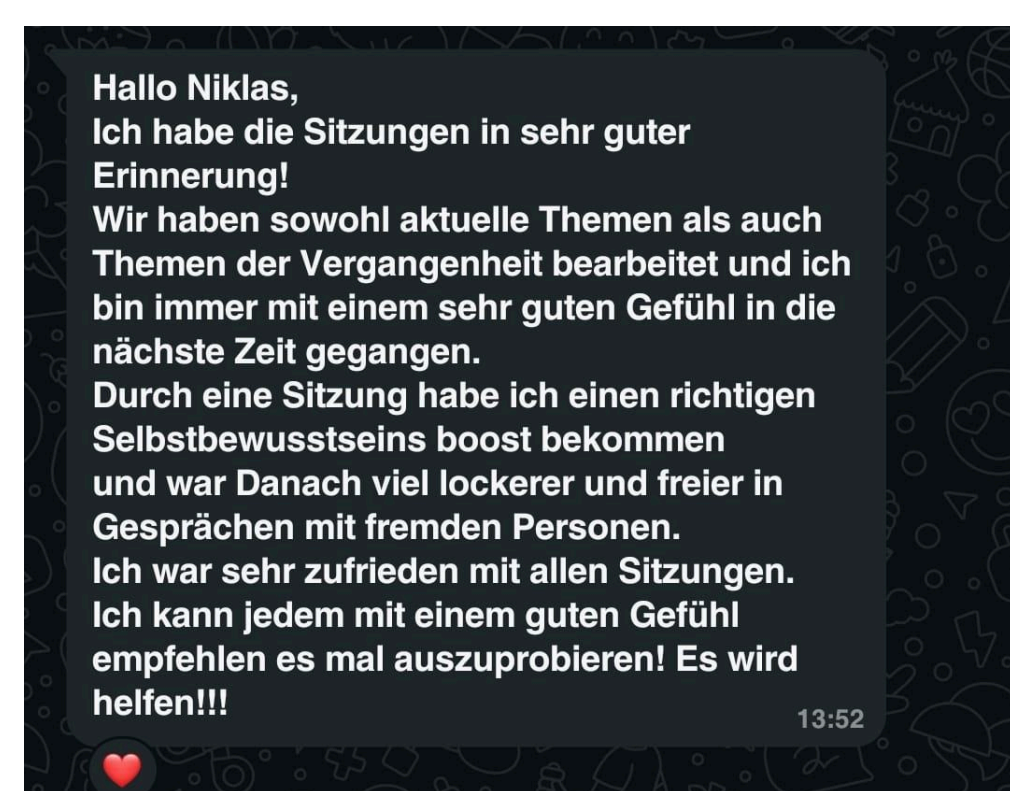 Hallo Niklas,
Ich habe die Sitzungen in sehr guter
Erinnerung!
Wir haben sowohl aktuelle Themen als auch
Themen der Vergangenheit bearbeitet und ich
bin immer mit einem sehr guten Gefühl in die
nächste Zeit gegangen.
Durch eine Sitzung habe ich einen richtigen
Selbstbewusstseins boost bekommen
und war Danach viel lockerer und freier in
Gesprächen mit fremden Personen.
Ich war sehr zufrieden mit allen Sitzungen.
Ich kann jedem mit einem guten Gefühl
empfehlen es mal auszuprobieren! Es wird
helfen!!!
13:52